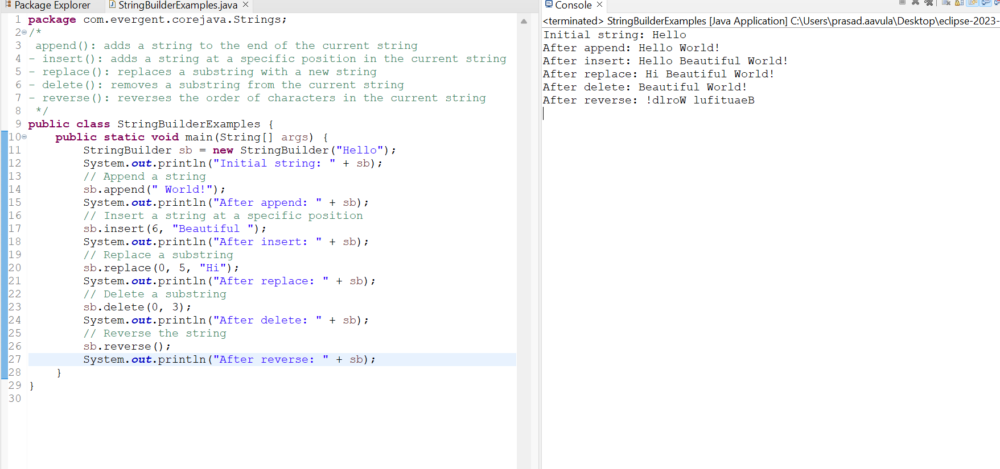 Package Explorer
StringBuilderExamples.java
1 package com.evergent.corejava.Strings;
2 /*
3 append(): adds a string to the end of the current string
4 - insert(): adds a string at a specific position in the current string
5 - replace(): replaces a substring with a new string
6 - delete(): removes a substring from the current string
7 - reverse(): reverses the order of characters in the current string
8 */
9 public class StringBuilderExamples {
10 public static void main(String[] args) {
11 StringBuilder sb = new StringBuilder("Hello");
12 System.out.println("Initial string: " + sb);
13 // Append a string
14 sb.append(" World!");
15 System.out.println("After append: " + sb);
16 // Insert a string at a specific position
17 sb.insert(6, "Beautiful ");
18 System.out.println("After insert: " + sb);
19 // Replace a substring
20 sb.replace(0, 5, "Hi");
21 System.out.println("After replace: " + sb);
22 // Delete a substring
23 sb.delete(0, 3);
24 System.out.println("After delete: " + sb);
25 // Reverse the string
26 sb.reverse();
27 System.out.println("After reverse: " + sb);
28 }
29 }
30
Console
<terminated> StringBuilderExamples [Java Application] C:\Users\prasad.aavula\Desktop\eclipse-2023-
Initial string: Hello
After append: Hello World!
After insert: Hello Beautiful World!
After replace: Hi Beautiful World!
After delete: Beautiful World!
After reverse: !dlroW lufituaeB